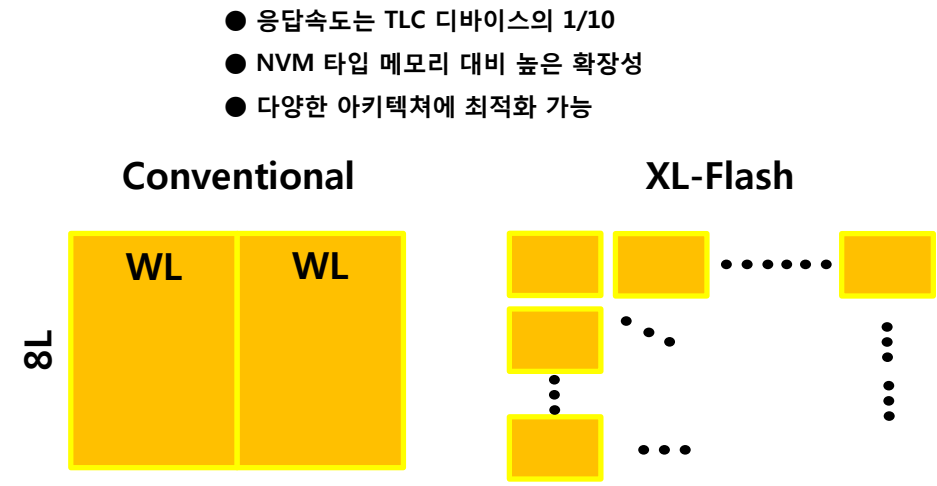 ● 응답속도는 TLC 디바이스의 1/10
● NVM 타입 메모리 대비 높은 확장성
● 다양한 아키텍쳐에 최적화 가능
Conventional
XL-Flash
WL
WL
8L